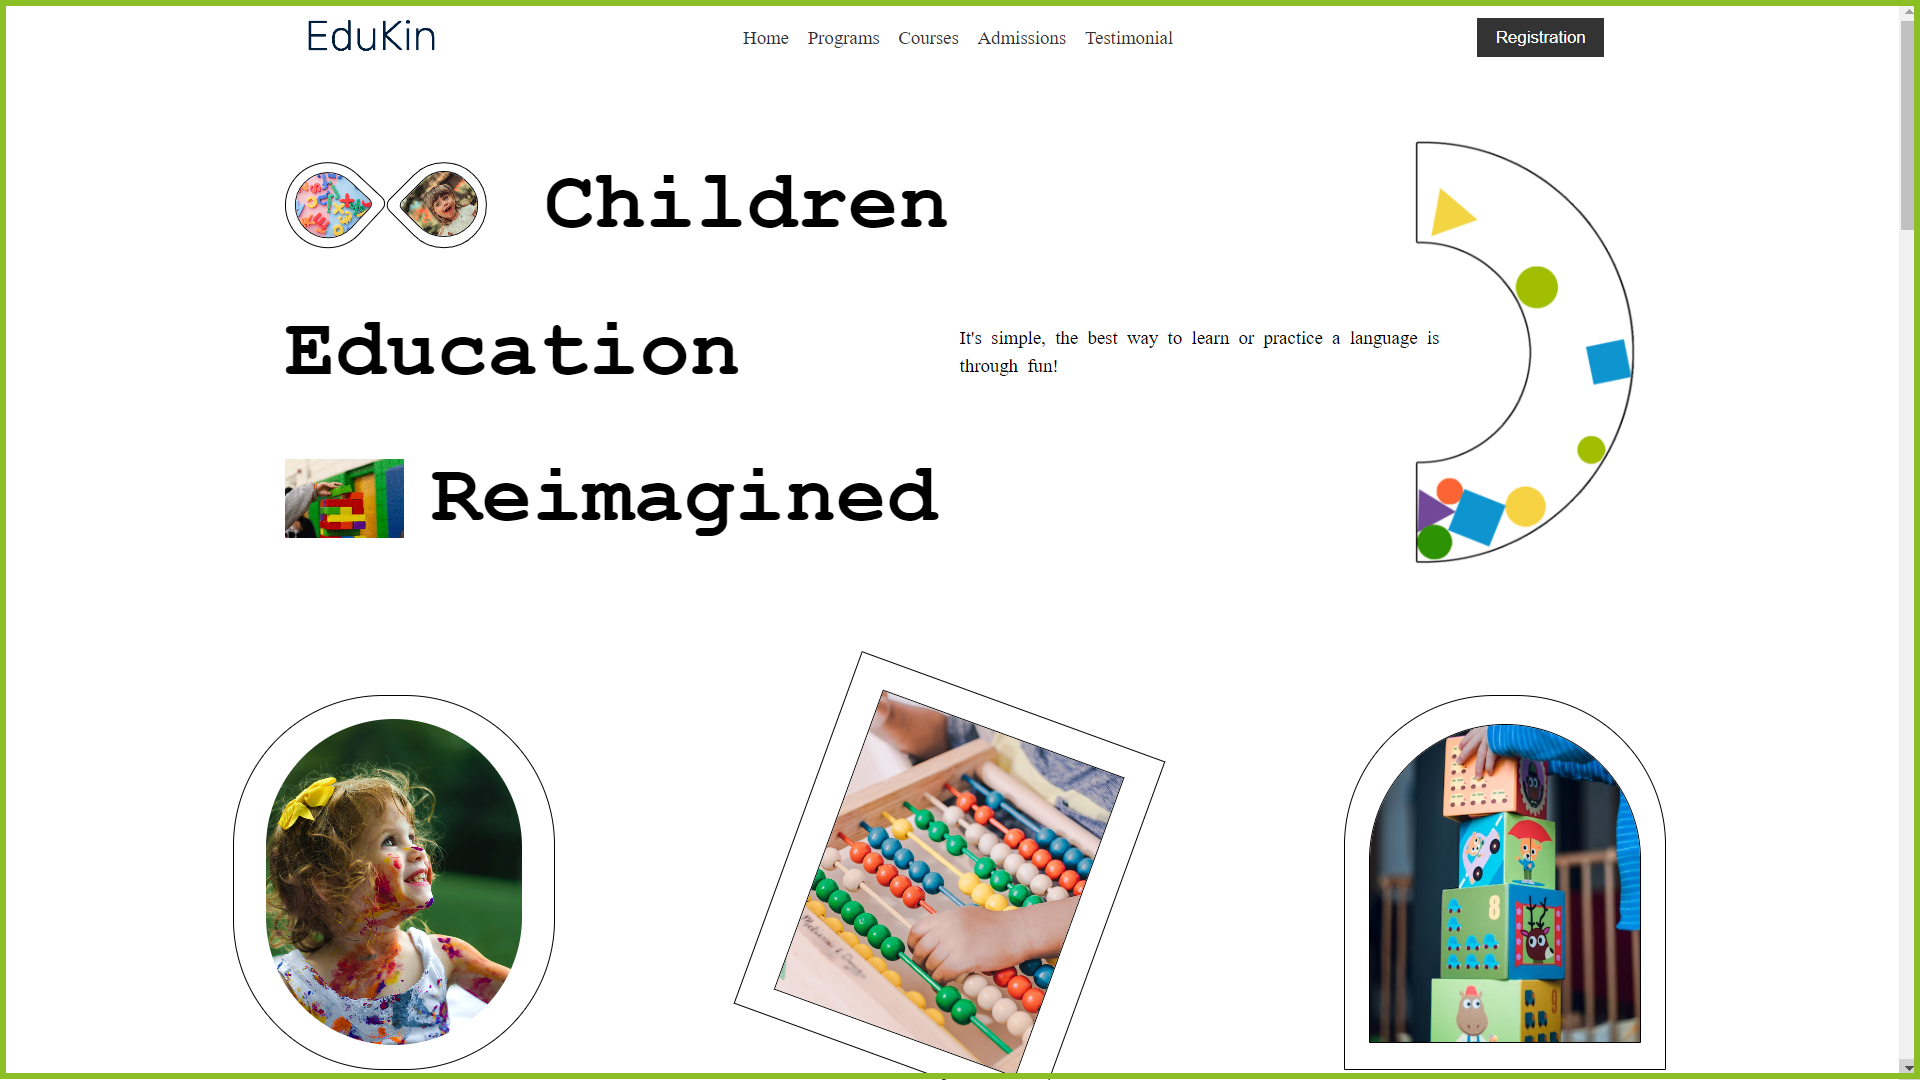 EduKin
Home Programs Courses Admissions Testimonial
Registration
Children
Education
It's simple, the best way to learn or practice a language is
through fun!
Reimagined
8